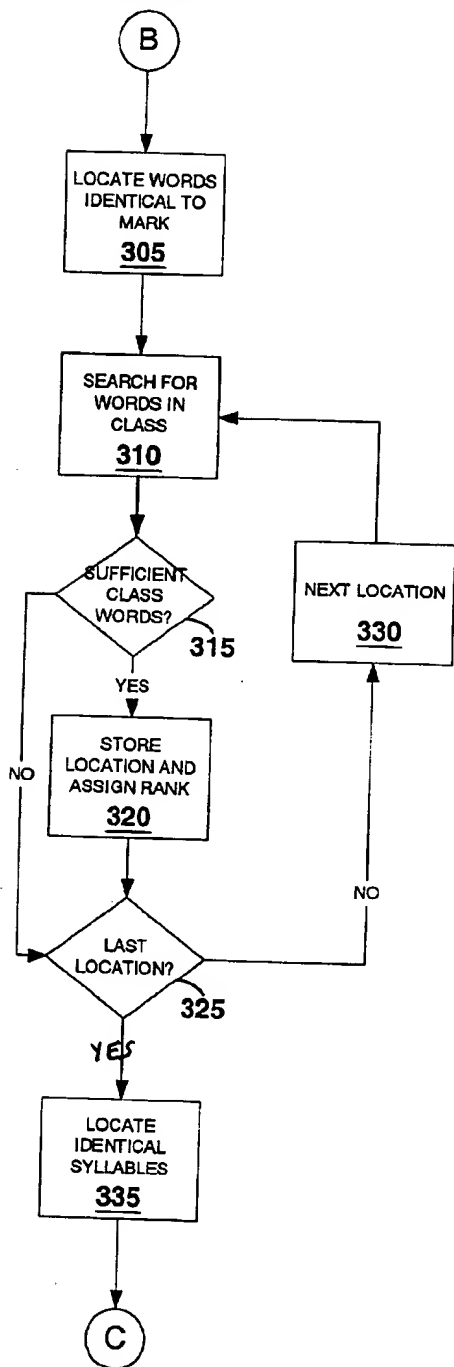 B
LOCATE WORDS
IDENTICAL TO
MARK
305
SEARCH FOR
WORDS IN
CLASS
310
SUFFICIENT
CLASS
WORDS?
315
YES
NO
STORE
LOCATION AND
ASSIGN RANK
320
LAST
LOCATION?
325
NO
NEXT LOCATION
330
YES
LOCATE
IDENTICAL
SYLLABLES
335
C